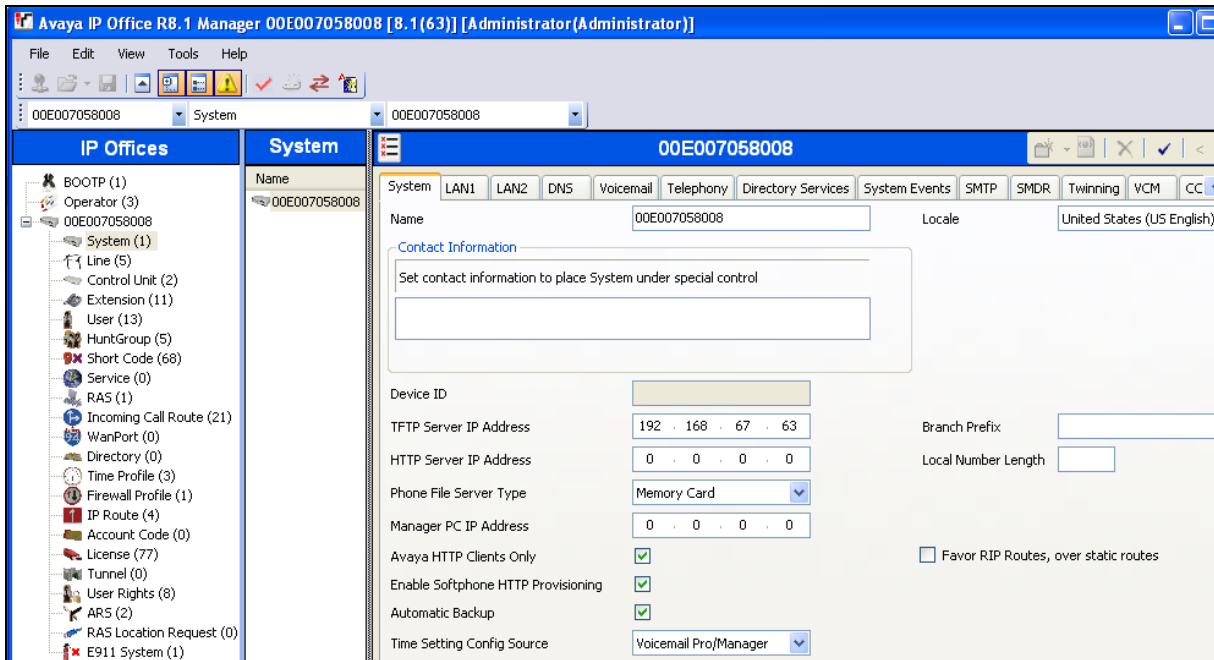 Avaya IP Office R8.1 Manager 00E007058008 [8.1(63)] [Administrator(Administrator)]
File Edit View Tools Help
00E007058008 System 00E007058008
IP Offices System 00E007058008
BOOTP (1)
Operator (3)
00E007058008
System (1)
Line (5)
Control Unit (2)
Extension (11)
User (13)
HuntGroup (5)
Short Code (68)
Service (0)
RAS (1)
Incoming Call Route (21)
WanPort (0)
Directory (0)
Time Profile (3)
Firewall Profile (1)
IP Route (4)
Account Code (0)
License (77)
Tunnel (0)
User Rights (8)
ARS (2)
RAS Location Request (0)
E911 System (1)
Name
00E007058008
System LAN1 LAN2 DNS Voicemail Telephony Directory Services System Events SMTP SMDR Twinning VCM CC
Name 00E007058008 Locale United States (US English)
Contact Information
Set contact information to place System under special control
Device ID
TFTP Server IP Address 192 . 168 . 67 . 63 Branch Prefix
HTTP Server IP Address 0 . 0 . 0 . 0 Local Number Length
Phone File Server Type Memory Card
Manager PC IP Address 0 . 0 . 0 . 0
Avaya HTTP Clients Only Favor RIP Routes, over static routes
Enable Softphone HTTP Provisioning
Automatic Backup
Time Setting Config Source Voicemail Pro/Manager